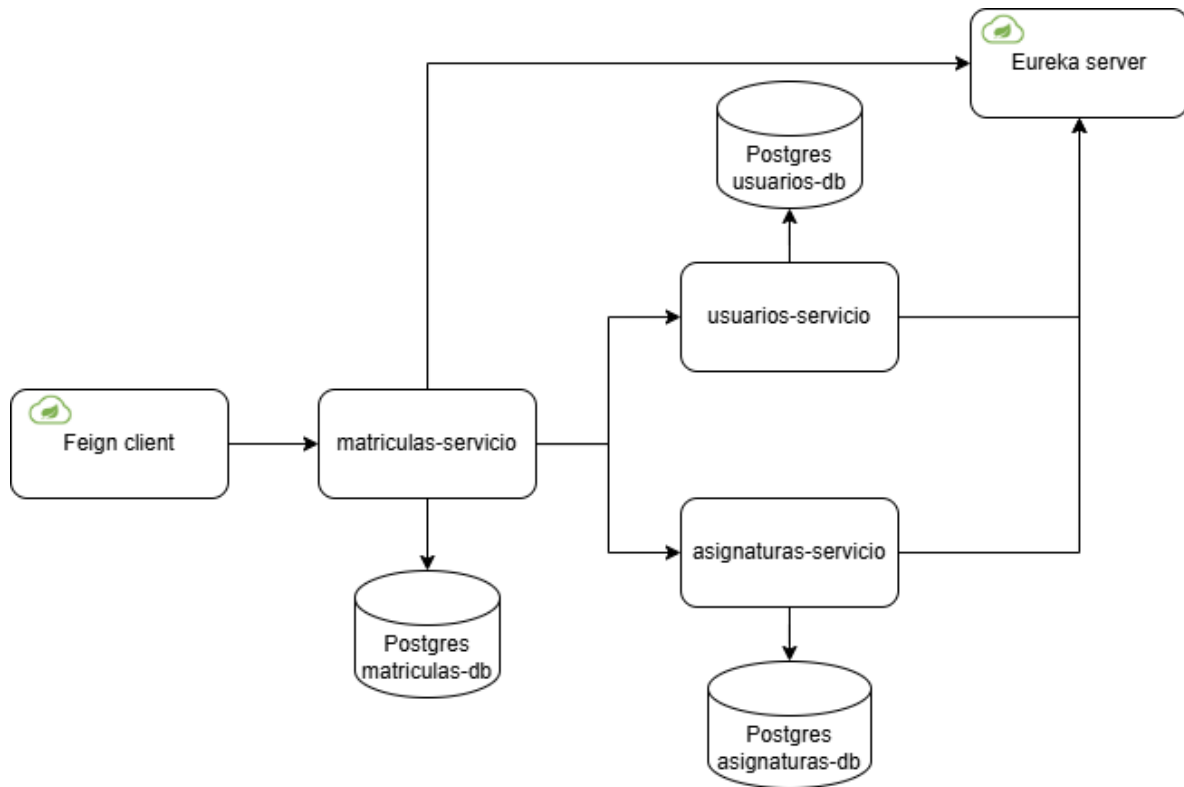 Eureka server
Postgres
usuarios-db
usuarios-servicio
Feign client
matriculas-servicio
asignaturas-servicio
Postgres
matriculas-db
Postgres
asignaturas-db